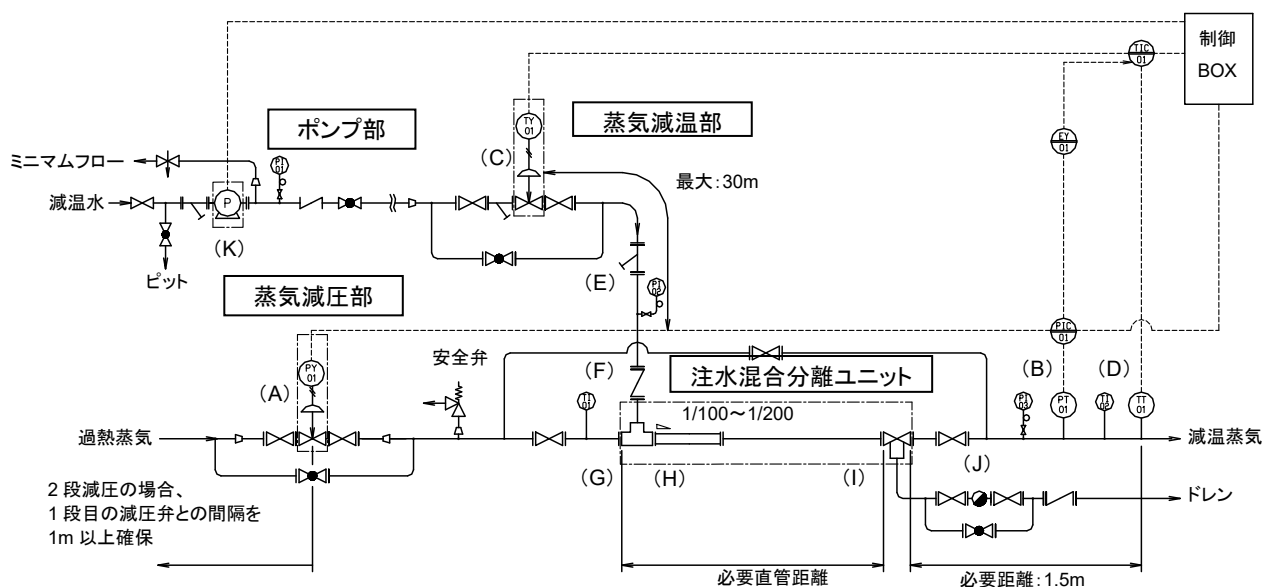 制御
BOX
TIC
01
TY
01
蒸気減温部
ポンプ部
EY
01
(C)
ミニマムフロー
PI
01
最大：30m
減温水
P
(K)
ピット
(E)
PI
02
蒸気減圧部
PIC
01
安全弁
(F)
注水混合分離ユニット
(B)
(D)
PY
01
(A)
TI
01
1/100～1/200
PI
03
PT
01
TI
02
TT
01
過熱蒸気
減温蒸気
(G)
(H)
(I)
(J)
ドレン
2 段減圧の場合、
1 段目の減圧弁との間隔を
1m 以上確保
必要直管距離
必要距離：1.5m